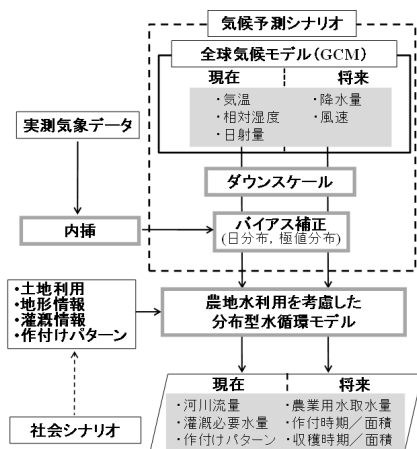 気候予測シナリオ
全球気候モデル(GCM)
現在
将来
・気温
・相対湿度
・日射量
・降水量
・風速
実測気象データ
ダウンスケール
内挿
バイアス補正
(日分布, 極値分布)
・土地利用
・地形情報
・灌漑情報
・作付けパターン
農地水利用を考慮した
分布型水循環モデル
社会シナリオ
現在
将来
・河川流量
・灌漑必要水量
・作付けパターン
・農業用水取水量
・作付時期/面積
・収穫時期/面積